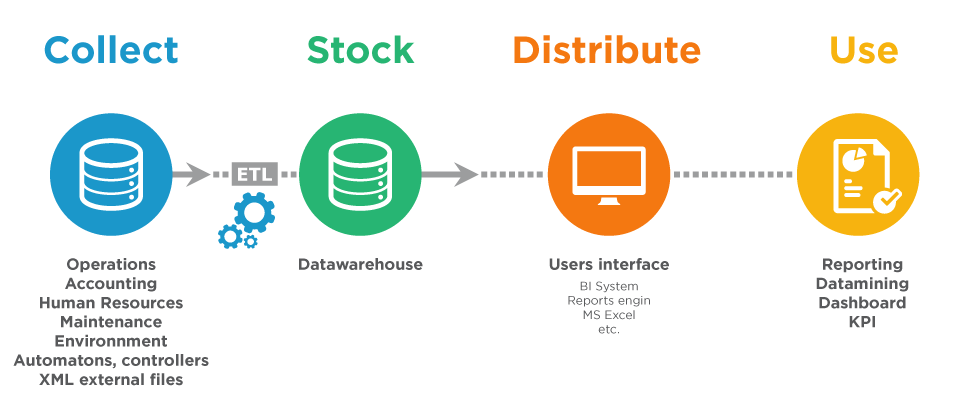 Collect
Stock
Distribute
Use
ETL
Operations
Accounting
Human Resources
Maintenance
Environnment
Automatons, controllers
XML external files
Datawarehouse
Users interface
BI System
Reports engin
MS Excel
etc.
Reporting
Datamining
Dashboard
KPI